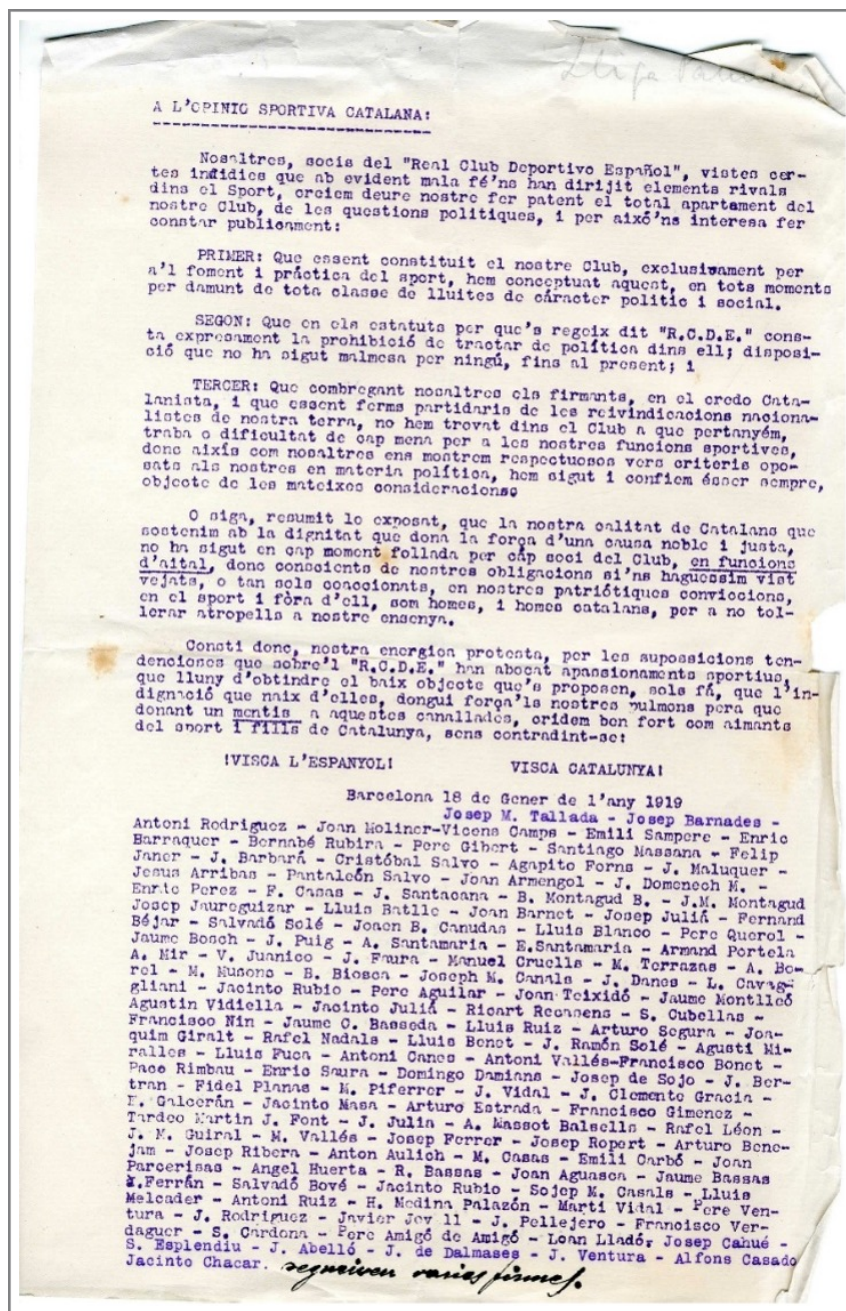 A L'OPINIO SPORTIVA CATALANA:
Nosaltres, socis del "Real Club Deportivo Español", vistes cer-
tes insidies que ab evident mala fé'ns han dirijit elements rivals
dins el Sport, creiem deure nostre fer patent el total apartament del
nostre Club, de les questions politiques, i per aixó'ns interesa fer
constar publicament:
PRIMER: Que essent constituit el nostre Club, exclusivament per
a'l foment i práctica del sport, hem conceptuat aquest, en tots moments
per damunt de tota classe de lluites de cáracter politic i social.
SEGON: Que en els estatuts per que's regeix dit "R.C.D.E." cons-
ta expresament la prohibició de tractar de política dins ell; disposi-
ció que no ha sigut malmesa per ningú, fins al present; i
TERCER: Que combregant nosaltres els firmants, en el credo Cata-
lanista, i que essent ferms partidaris de les reivindicacions naciona-
listes de nostra terra, no hem trovat dins el Club a que pertanyém,
traba o dificultat de cap mena per a les nostres funcions sportives,
donc aixís com nosaltres ens mostrem respectuosos vers criteris opo-
sats als nostres en materia política, hem sigut i confiem ésser sempre,
objecte de les mateixes consideracions.
O siga, resumit lo exposat, que la nostra calitat de Catalans que
sostenim ab la dignitat que dona la força d'una causa noble i justa,
no ha sigut en cap moment follada per cáp soci del Club, en funcions
d'aital, donc conscients de nostres obligacions si'ns haguessim vist
vejats, o tan sols coaccionats, en nostres patriótiques conviccions,
en el sport i fòra d'ell, som homes, i homes catalans, per a no tol-
lerar atropells a nostre ensenya.
Consti donc, nostra energica protesta, per les suposicions ten-
dencioses que sobre'l "R.C.D.E." han abocat apassionaments sportius,
que lluny d'obtindre el baix objecte que's proposen, sols fá, que l'in-
dignació que naix d'elles, dongui força'ls nostres pulmons pera que
donant un mentis a aquestes canallades, cridem ben fort com aimants
del sport i fills de Catalunya, sens contradint-se:
!VISCA L'ESPANYOL! VISCA CATALUNYA!
Barcelona 18 de Gener de l'any 1919
Josep M. Tallada - Josep Barnades -
Antoni Rodriguez - Joan Moliner-Vicens Camps - Emili Sampere - Enric
Barraquer - Bernabé Rubira - Pere Gibert - Santiago Massana - Felip
Janer - J. Barbará - Cristóbal Salvo - Agapito Forns - J. Maluquer -
Jesus Arribas - Pantaleón Salvo - Joan Armengol - J. Domenech M. -
Enric Perez - F. Casas - J. Santacana - B. Montagud B. - J.M. Montagud
Josep Jaureguizar - Lluis Batlle - Joan Barnet - Josep Juliá - Fernand
Béjar - Salvadó Solé - Joaen B. Canudas - Lluis Blanco - Pere Querol -
Jaume Bosch - J. Puig - A. Santamaria - E.Santamaria - Armand Portela
A. Mir - V. Juanico - J. Faura - Manuel Cruells - M. Terrazas - A. Bo-
rel - M. Musons - B. Biosca - Joseph M. Canals - J. Danes - L. Cavag-
gliani - Jacinto Rubio - Pere Aguilar - Joan Teixidó - Jaume Montlleó
Agustin Vidiella - Jacinto Juliá - Ricart Recasens - S. Cubellas -
Francisco Nin - Jaume C. Basseda - Lluis Ruiz - Arturo Segura - Joa-
quim Giralt - Rafel Nadals - Lluis Bonet - J. Ramón Solé - Agusti Mi-
ralles - Lluis Fuca - Antoni Canes - Antoni Vallés-Francisco Bonet -
Paco Rimbau - Enric Saura - Domingo Damians - Josep de Sojo - J. Ber-
tran - Fidel Planas - M. Piferrer - J. Vidal - J. Clemente Gracia -
F. Galcerán - Jacinto Masa - Arturo Estrada - Francisco Gimenez -
Tardeo Martin J. Font - J. Julia - A. Massot Balsells - Rafel Léon -
J. M. Guiral - M. Vallés - Josep Ferrer - Josep Ropert - Arturo Bene-
jam - Josep Ribera - Anton Aulich - M. Casas - Emili Carbó - Joan
Parcerisas - Angel Huerta - R. Bassas - Joan Aguasca - Jaume Bassas
Ferrán - Salvadó Bové - Jacinto Rubio - Sojep M. Casals - Lluis
Melcader - Antoni Ruiz - H. Medina Palazón - Martí Vidal - Pere Ven-
tura - J. Rodriguez - Javier - J. Pellejero - Francisco Ver-
daguer - S. Cardona - Pere Amigó de Amigó - Loan Lladó, Josep Cahué -
S. Esplendiu - J. Abelló - J. de Dalmases - J. Ventura - Alfons Casado
Jacinto Chacar. segueixen varies firmes.